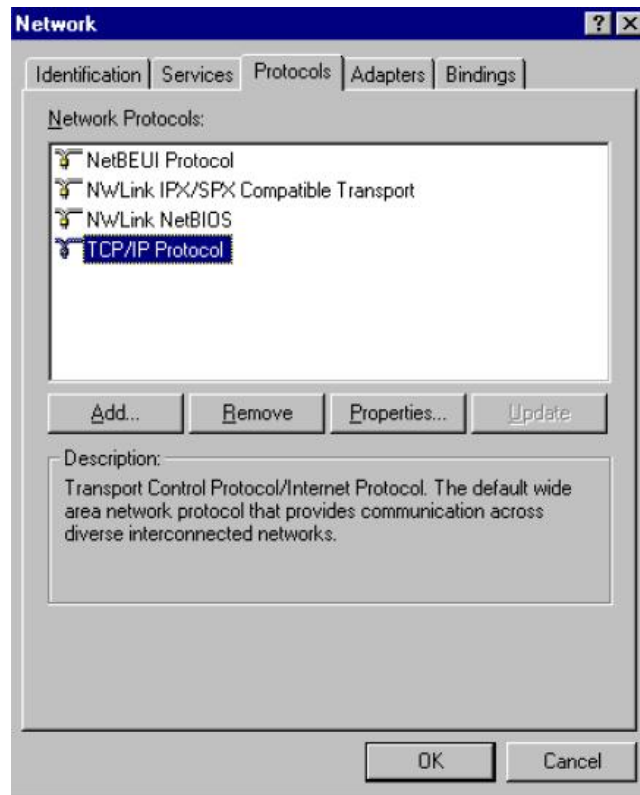 Network
Identification Services Protocols Adapters Bindings
Network Protocols:
NetBEUI Protocol
NWLink IPX/SPX Compatible Transport
NWLink NetBIOS
TCP/IP Protocol
Add... Remove Properties... Update
Description:
Transport Control Protocol/Internet Protocol. The default wide
area network protocol that provides communication across
diverse interconnected networks.
OK Cancel